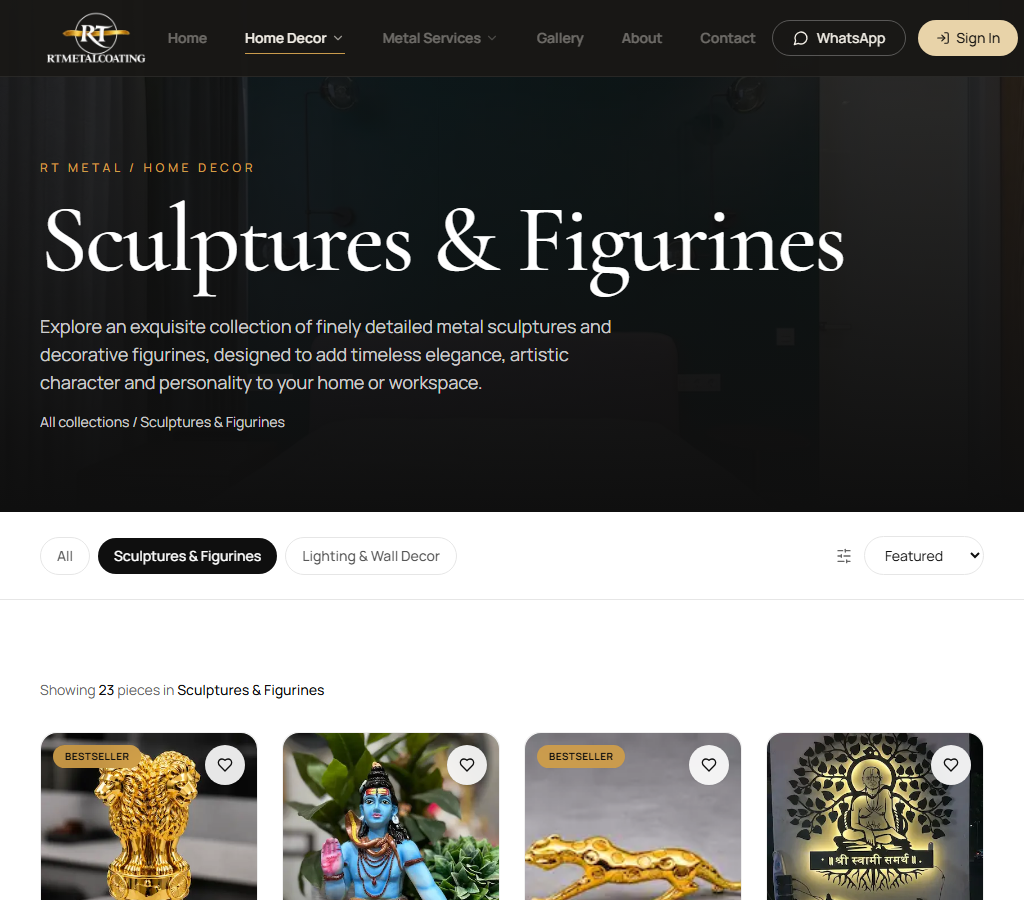 RT
RTMETALCOATING
Home
Home Decor
Metal Services
Gallery
About
Contact
WhatsApp
Sign In
RT METAL / HOME DECOR
Sculptures & Figurines
Explore an exquisite collection of finely detailed metal sculptures and
decorative figurines, designed to add timeless elegance, artistic
character and personality to your home or workspace.
All collections / Sculptures & Figurines
All
Sculptures & Figurines
Lighting & Wall Decor
Featured
Showing 23 pieces in Sculptures & Figurines
BESTSELLER
BESTSELLER
॥ श्री स्वामी समर्थ ॥